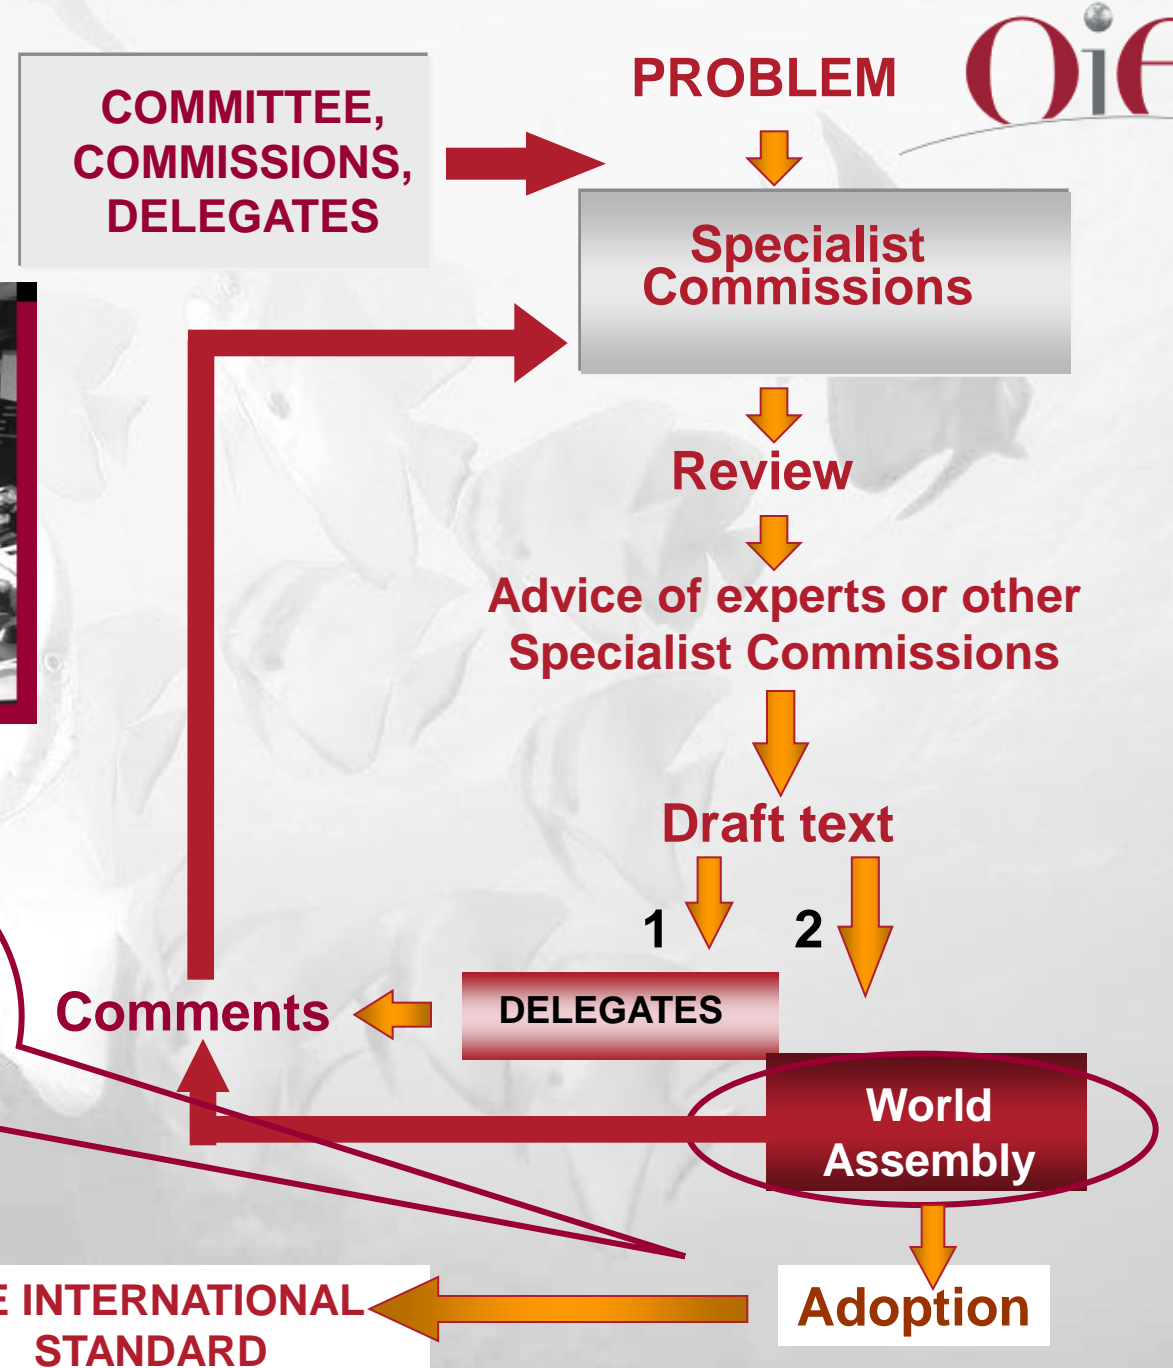 OiE
PROBLEM
COMMITTEE,
COMMISSIONS,
DELEGATES
Specialist
Commissions
Review
Advice of experts or other
Specialist Commissions
Draft text
1
2
Comments
DELEGATES
World
Assembly
Adoption
E INTERNATIONAL
STANDARD